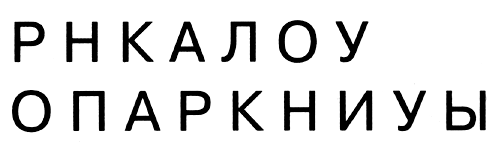 Р Н К А Л О У
О П А Р К Н И У Ы